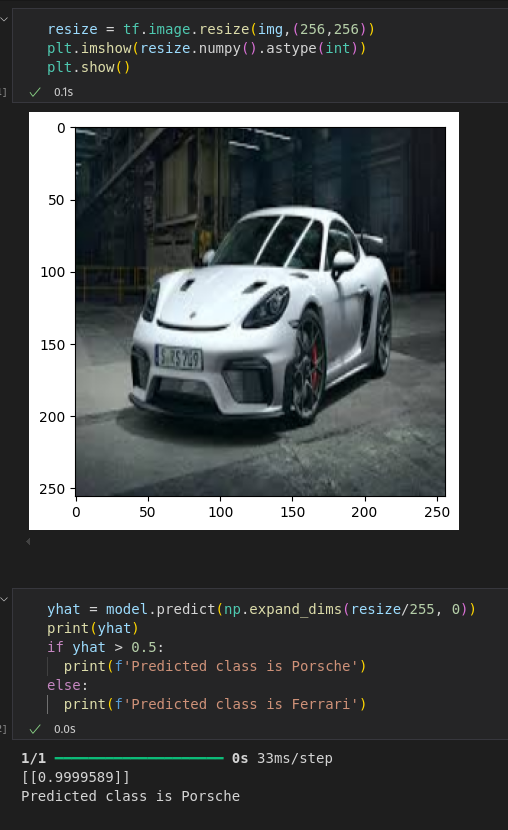 resize = tf.image.resize(img,(256,256))
plt.imshow(resize.numpy().astype(int))
plt.show()
0.1s
0
50
100
150
200
250
0 50 100 150 200 250
yhat = model.predict(np.expand_dims(resize/255, 0))
print(yhat)
if yhat > 0.5:
print(f'Predicted class is Porsche')
else:
print(f'Predicted class is Ferrari')
0.0s
1/1 ━━━━━━━━━━━━━━━━━━━━ 0s 33ms/step
[[0.9999589]]
Predicted class is Porsche